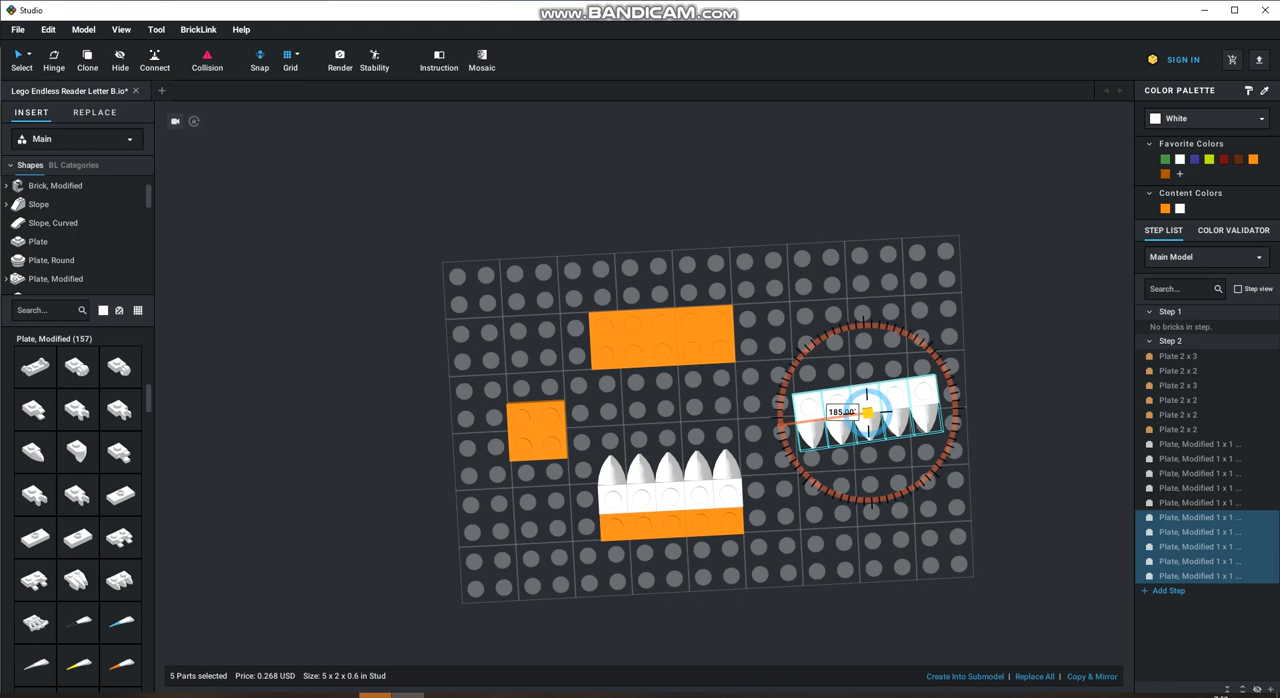 Studio
www.BANDICAM.com
File Edit Model View Tool BrickLink Help
Select Hinge Clone Hide Connect Collision Snap Grid Render Stability Instruction Mosaic SIGN IN
Lego Endless Reader Letter B.io*
COLOR PALETTE
INSERT REPLACE
Main
White
Favorite Colors
Shapes BL Categories
Brick, Modified
Slope
Slope, Curved
Plate
Plate, Round
Plate, Modified
Content Colors
STEP LIST COLOR VALIDATOR
Main Model
Search... Step view
Search...
Step 1
No bricks in step.
Step 2
Plate, Modified (157)
Plate 2 x 3
Plate 2 x 2
Plate 2 x 3
Plate 2 x 2
Plate 2 x 2
Plate 2 x 2
Plate, Modified 1 x 1 ...
Plate, Modified 1 x 1 ...
Plate, Modified 1 x 1 ...
Plate, Modified 1 x 1 ...
Plate, Modified 1 x 1 ...
Plate, Modified 1 x 1 ...
Plate, Modified 1 x 1 ...
Plate, Modified 1 x 1 ...
Plate, Modified 1 x 1 ...
Plate, Modified 1 x 1 ...
Add Step
185.00°
5 Parts selected Price: 0.268 USD Size: 5 x 2 x 0.6 in Stud
Create Into Submodel | Replace All | Copy & Mirror